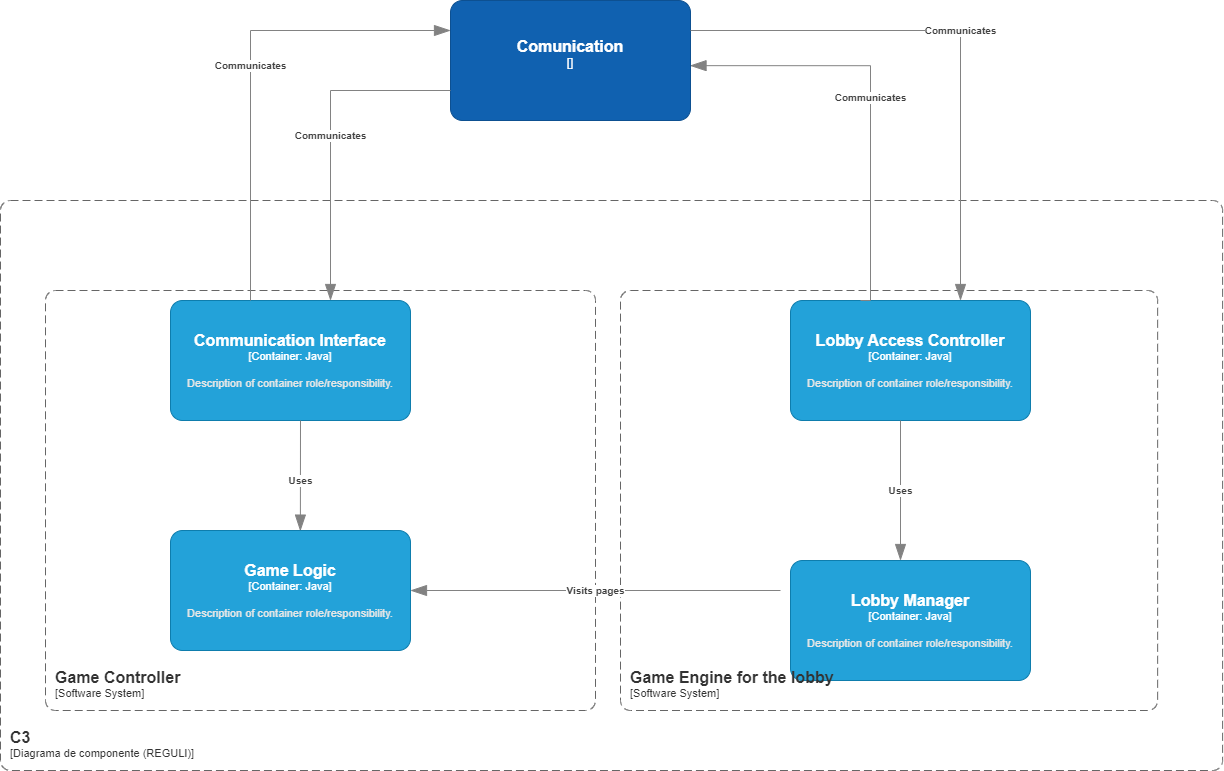 Comunication
[]
Communicates
Communicates
Communicates
Communicates
Communication Interface
[Container: Java]
Description of container role/responsibility.
Lobby Access Controller
[Container: Java]
Description of container role/responsibility.
Uses
Uses
Game Logic
[Container: Java]
Description of container role/responsibility.
Visits pages
Lobby Manager
[Container: Java]
Description of container role/responsibility.
Game Controller
[Software System]
Game Engine for the lobby
[Software System]
C3
[Diagrama de componente (REGULI)]